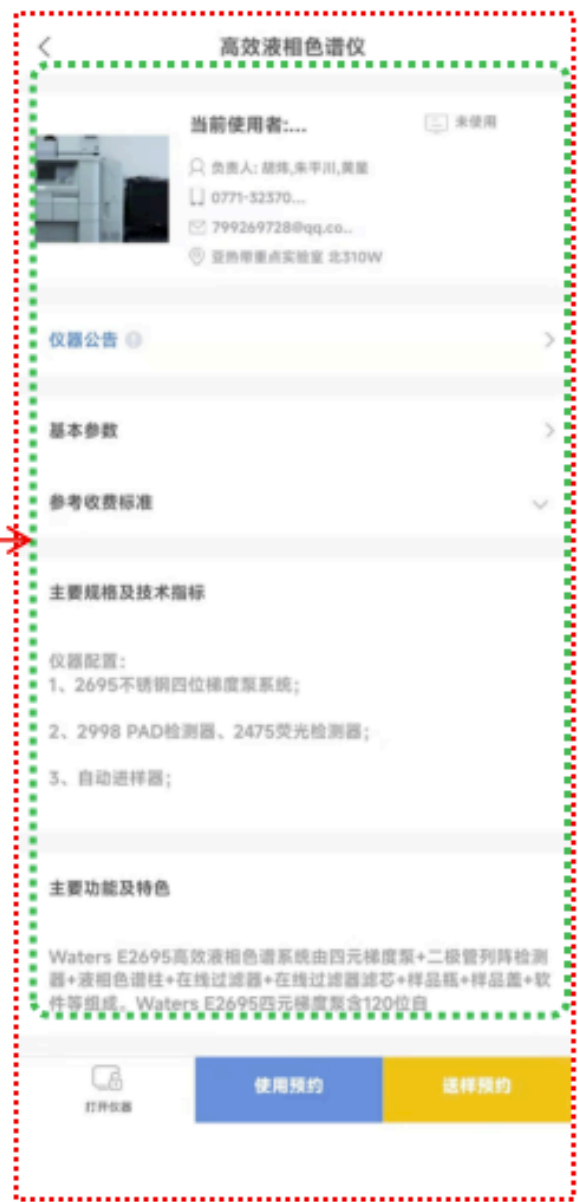 高效液相色谱仪
当前使用者:...
未使用
负责人: 胡炜,朱平川,黄星
0771-32370...
799269728@qq.co..
亚热带重点实验室 北310W
仪器公告
基本参数
参考收费标准
主要规格及技术指标
仪器配置:
1、2695不锈钢四位梯度泵系统;
2、2998 PAD检测器、2475荧光检测器;
3、自动进样器;
主要功能及特色
Waters E2695高效液相色谱系统由四元梯度泵+二极管列阵检测
器+液相色谱柱+在线过滤器+在线过滤器滤芯+样品瓶+样品盖+软
件等组成。Waters E2695四元梯度泵含120位自
打开仪器
使用预约
送样预约